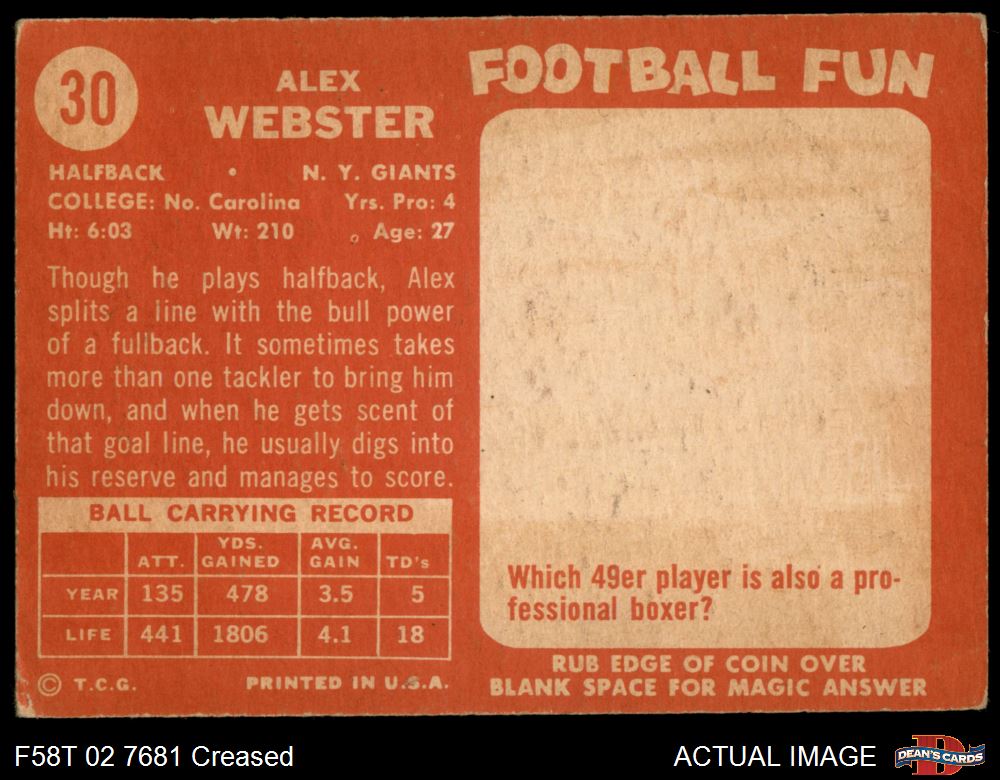 30
ALEX
WEBSTER
HALFBACK • N. Y. GIANTS
COLLEGE: No. Carolina Yrs. Pro: 4
Ht: 6:03 Wt: 210 Age: 27
Though he plays halfback, Alex
splits a line with the bull power
of a fullback. It sometimes takes
more than one tackler to bring him
down, and when he gets scent of
that goal line, he usually digs into
his reserve and manages to score.
BALL CARRYING RECORD
ATT. YDS. GAINED AVG. GAIN TD's
YEAR 135 478 3.5 5
LIFE 441 1806 4.1 18
© T.C.G. PRINTED IN U.S.A.
FOOTBALL FUN
Which 49er player is also a pro-
fessional boxer?
RUB EDGE OF COIN OVER
BLANK SPACE FOR MAGIC ANSWER
F58T 02 7681 Creased
ACTUAL IMAGE
DEAN'S CARDS